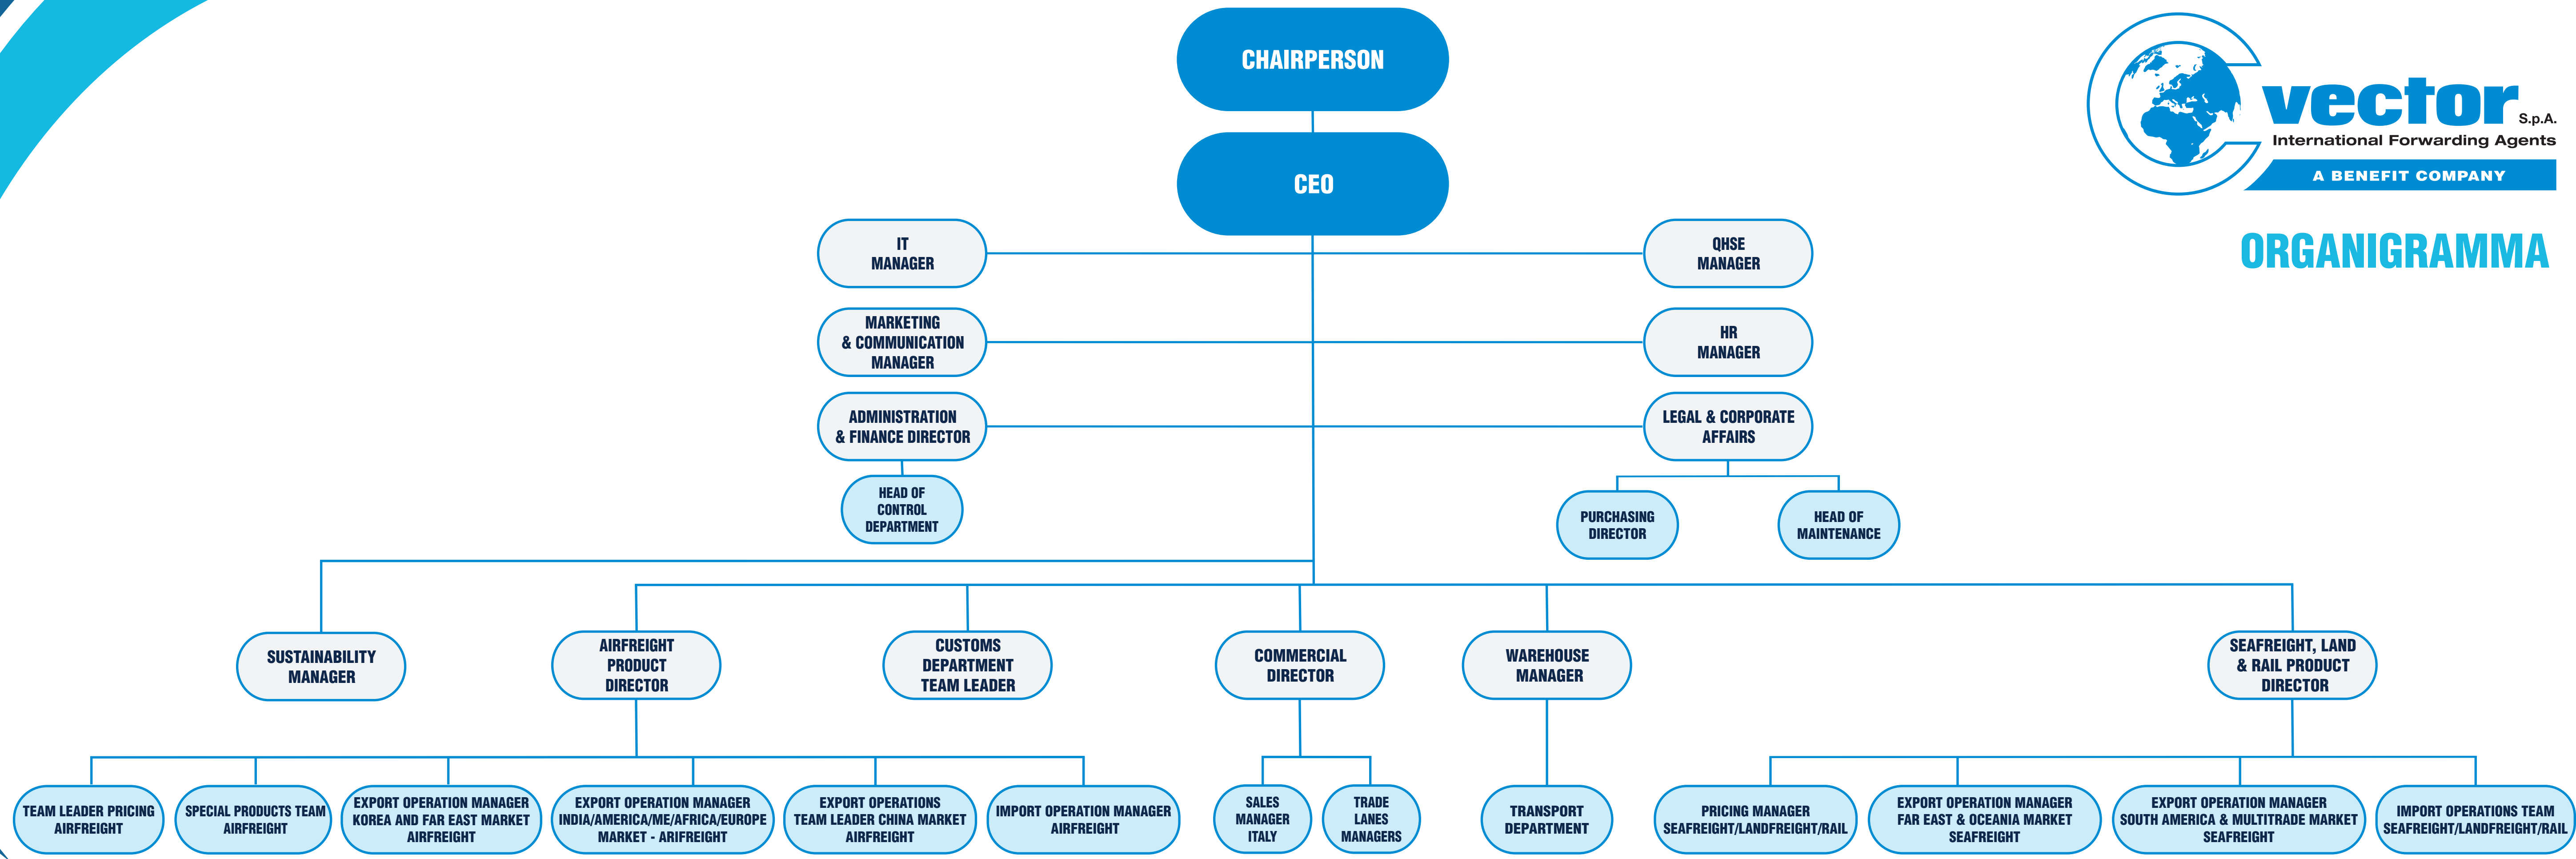 CHAIRPERSON
CEO
vector S.p.A.
International Forwarding Agents
A BENEFIT COMPANY
ORGANIGRAMMA
IT
MANAGER
QHSE
MANAGER
MARKETING
& COMMUNICATION
MANAGER
HR
MANAGER
ADMINISTRATION
& FINANCE DIRECTOR
LEGAL & CORPORATE
AFFAIRS
HEAD OF
CONTROL
DEPARTMENT
PURCHASING
DIRECTOR
HEAD OF
MAINTENANCE
SUSTAINABILITY
MANAGER
AIRFREIGHT
PRODUCT
DIRECTOR
CUSTOMS
DEPARTMENT
TEAM LEADER
COMMERCIAL
DIRECTOR
WAREHOUSE
MANAGER
SEAFREIGHT, LAND
& RAIL PRODUCT
DIRECTOR
TEAM LEADER PRICING
AIRFREIGHT
SPECIAL PRODUCTS TEAM
AIRFREIGHT
EXPORT OPERATION MANAGER
KOREA AND FAR EAST MARKET
AIRFREIGHT
EXPORT OPERATION MANAGER
INDIA/AMERICA/ME/AFRICA/EUROPE
MARKET - ARIFREIGHT
EXPORT OPERATIONS
TEAM LEADER CHINA MARKET
AIRFREIGHT
IMPORT OPERATION MANAGER
AIRFREIGHT
SALES
MANAGER
ITALY
TRADE
LANES
MANAGERS
TRANSPORT
DEPARTMENT
PRICING MANAGER
SEAFREIGHT/LANDFREIGHT/RAIL
EXPORT OPERATION MANAGER
FAR EAST & OCEANIA MARKET
SEAFREIGHT
EXPORT OPERATION MANAGER
SOUTH AMERICA & MULTITRADE MARKET
SEAFREIGHT
IMPORT OPERATIONS TEAM
SEAFREIGHT/LANDFREIGHT/RAIL